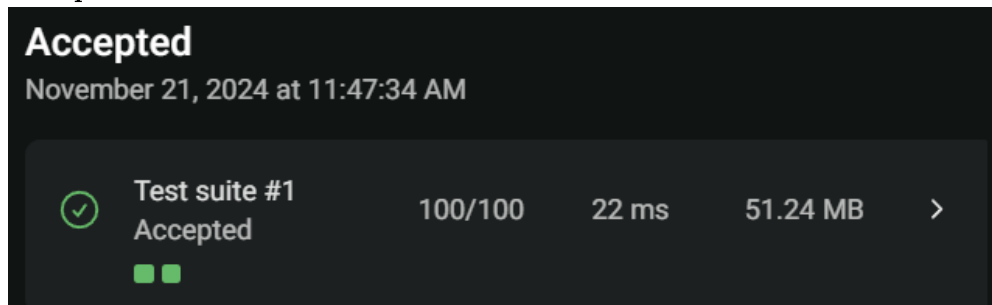 Accepted
November 21, 2024 at 11:47:34 AM
Test suite #1
100/100 22 ms 51.24 MB
Accepted